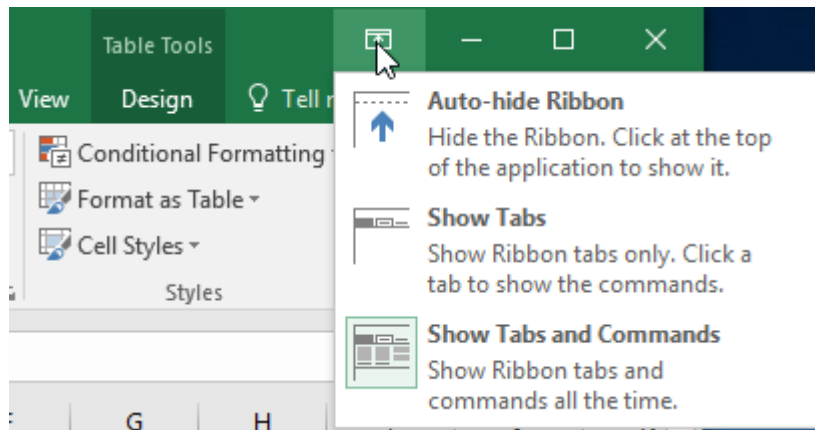 Table Tools
View Design Tell
Auto-hide Ribbon
Hide the Ribbon. Click at the top
of the application to show it.
Conditional Formatting
Format as Table
Cell Styles
Styles
Show Tabs
Show Ribbon tabs only. Click a
tab to show the commands.
Show Tabs and Commands
Show Ribbon tabs and
commands all the time.
G H